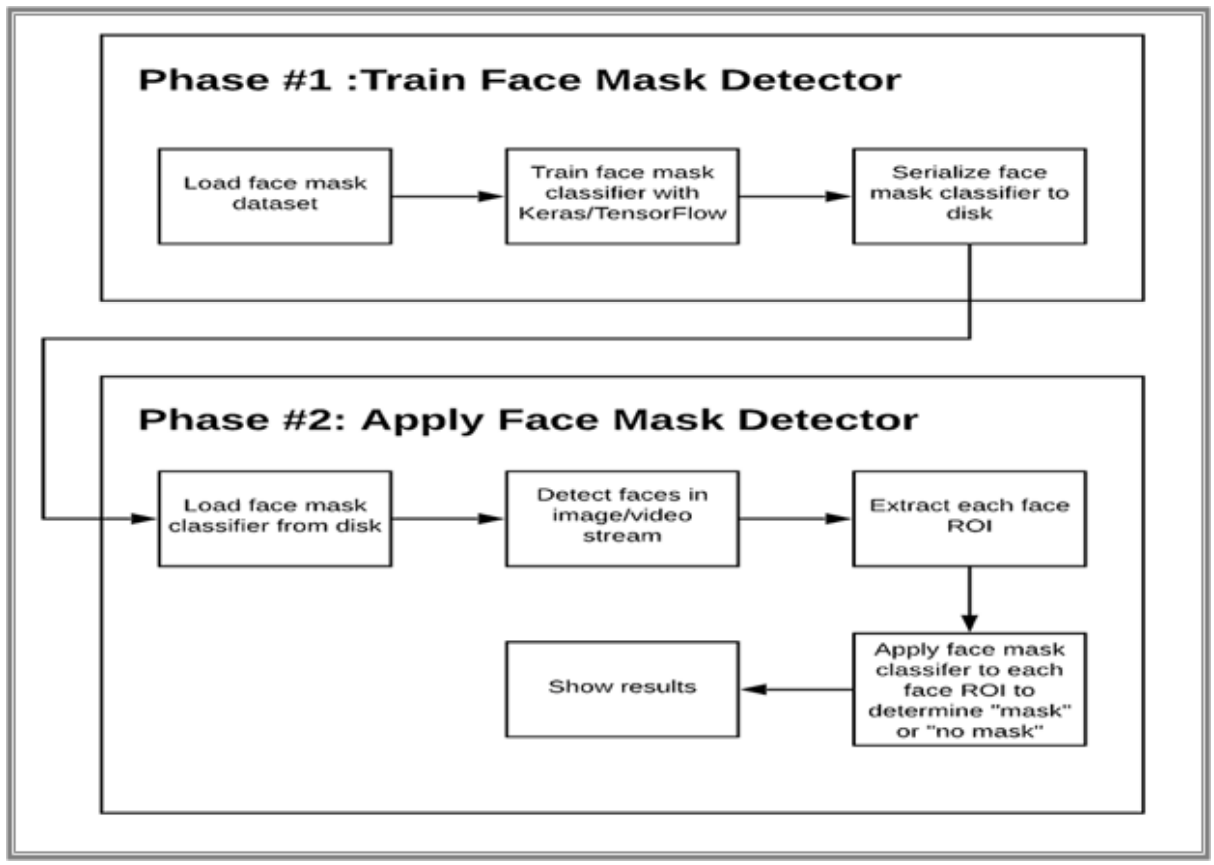 Phase #1 :Train Face Mask Detector
Load face mask
dataset
Train face mask
classifier with
Keras/TensorFlow
Serialize face
mask classifier to
disk
Phase #2: Apply Face Mask Detector
Load face mask
classifier from disk
Detect faces in
image/video
stream
Extract each face
ROI
Apply face mask
classifer to each
face ROI to
determine "mask"
or "no mask"
Show results